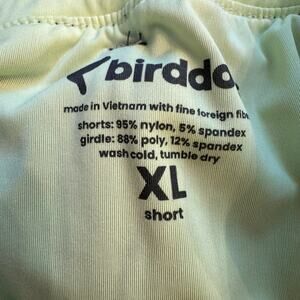 birddo
made in Vietnam with fine foreign fib
shorts: 95% nylon, 5% spandex
girdle: 88% poly, 12% spandex
wash cold, tumble dry
XL
short